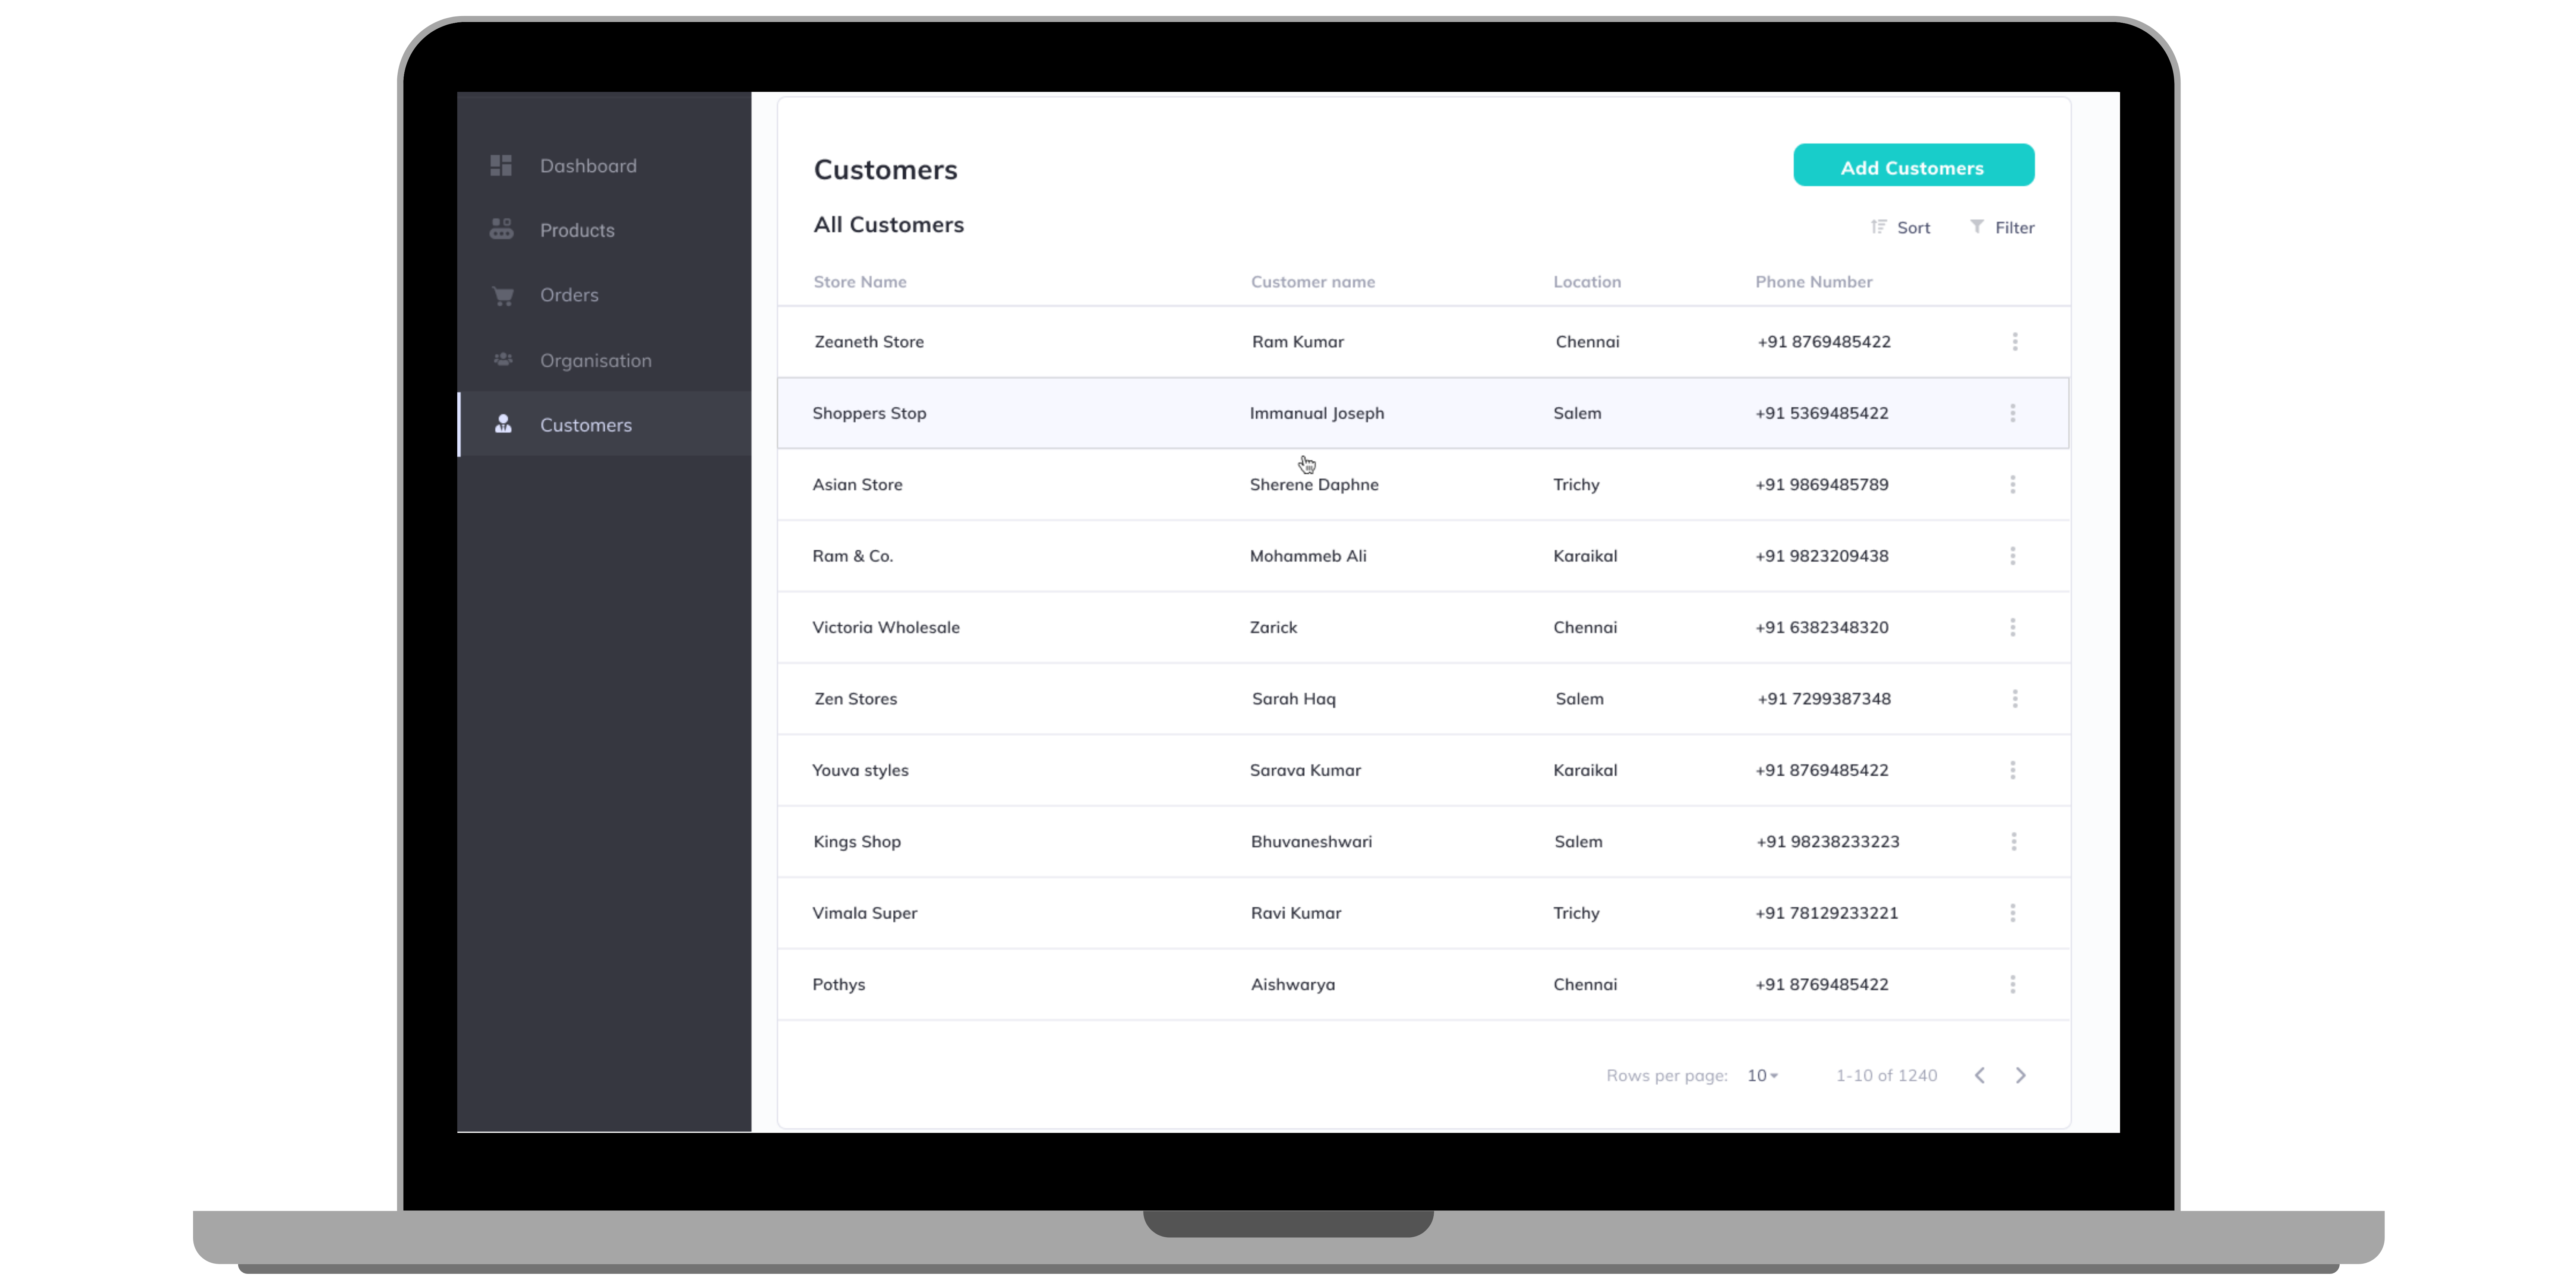 Dashboard
Products
Orders
Organisation
Customers
Customers
Add Customers
All Customers
Sort Filter
Store Name Customer name Location Phone Number
Zeaneth Store Ram Kumar Chennai +91 8769485422
Shoppers Stop Immanual Joseph Salem +91 5369485422
Asian Store Sherene Daphne Trichy +91 9869485789
Ram & Co. Mohammeb Ali Karaikal +91 9823209438
Victoria Wholesale Zarick Chennai +91 6382348320
Zen Stores Sarah Haq Salem +91 7299387348
Youva styles Sarava Kumar Karaikal +91 8769485422
Kings Shop Bhuvaneshwari Salem +91 98238233223
Vimala Super Ravi Kumar Trichy +91 78129233221
Pothys Aishwarya Chennai +91 8769485422
Rows per page: 10 1-10 of 1240